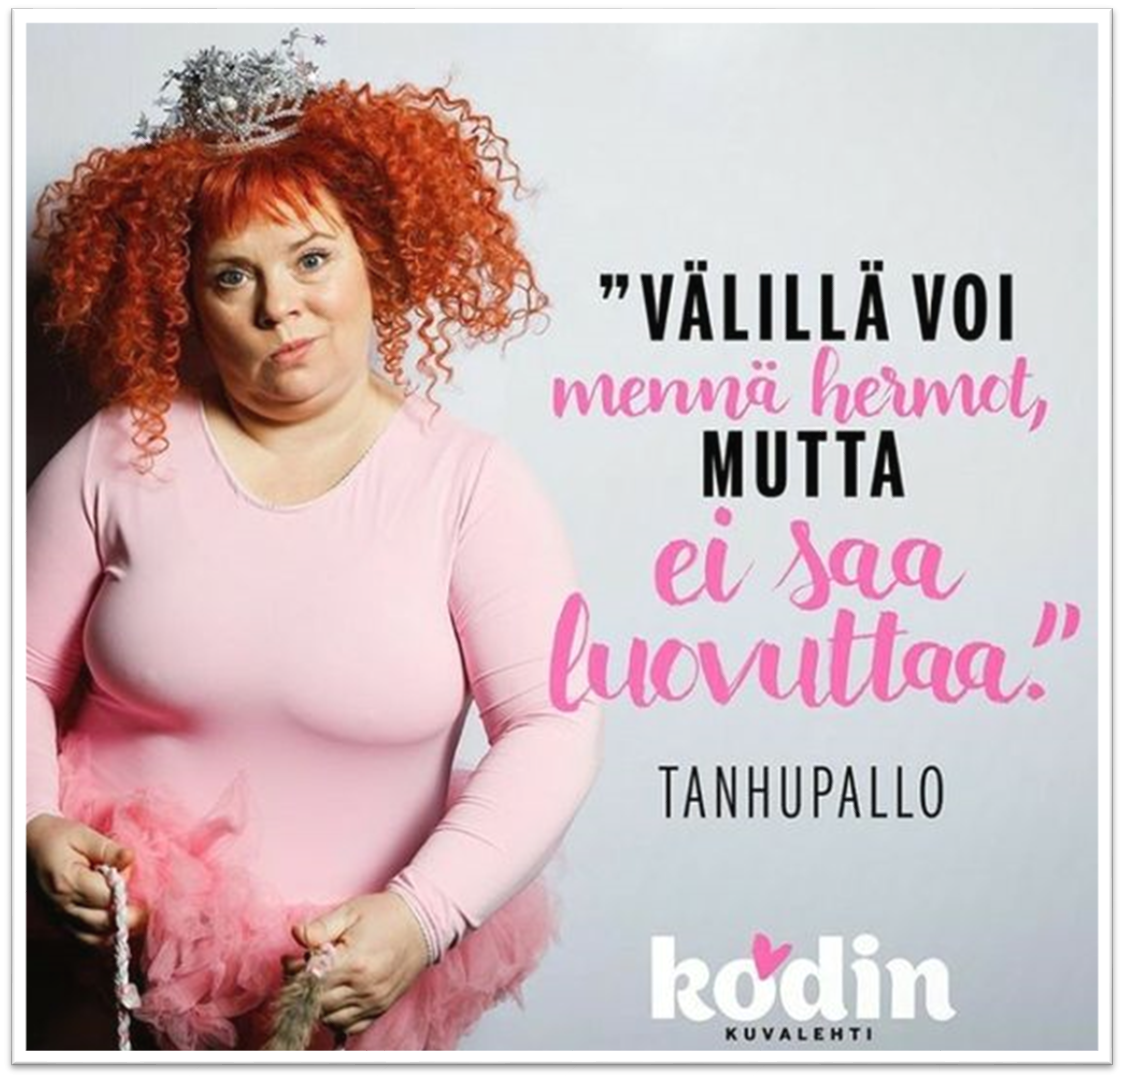 ”VÄLILLÄ VOI
mennä hermot,
MUTTA
ei saa
luovuttaa.”
TANHUPALLO
kodin
KUVALEHTI